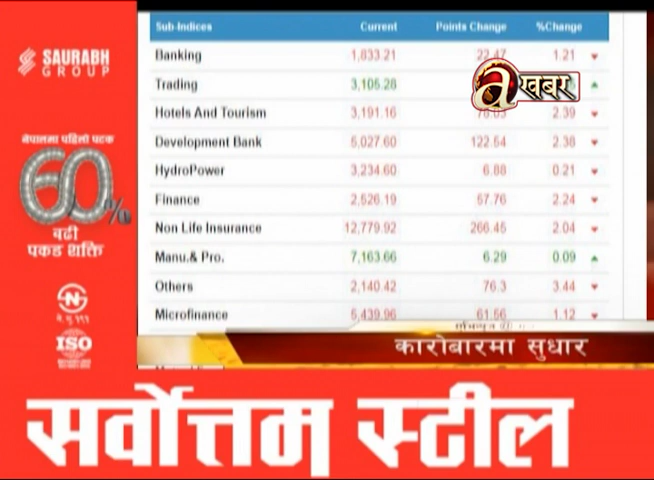 SAURABH
GROUP
नेपालमा पहिलो पटक
60%
बढी
पकड शक्ति
ISO
Sub-Indices Current Points Change %Change
Banking 1,833.21 22.47 1.21
Trading 3,105.28
a खबर
Hotels And Tourism 3,191.16 78.03 2.39
Development Bank 5,027.60 122.54 2.38
HydroPower 3,234.60 6.88 0.21
Finance 2,526.19 57.76 2.24
Non Life Insurance 12,779.92 266.45 2.04
Manu.& Pro. 7,163.66 6.29 0.09
Others 2,140.42 76.3 3.44
Microfinance 5,439.96 61.56 1.12
कारोबारमा सुधार
सर्वोत्तम स्टील